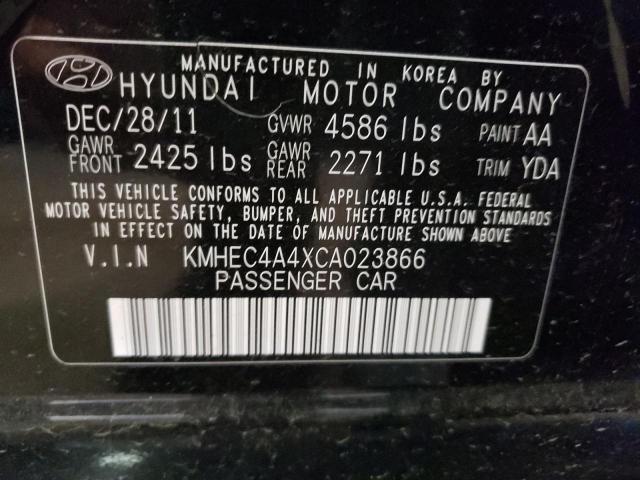 MANUFACTURED IN KOREA BY
HYUNDAI MOTOR COMPANY
DEC/28/11 GVWR 4586 lbs PAINT AA
GAWR FRONT 2425 lbs GAWR REAR 2271 lbs TRIM YDA
THIS VEHICLE CONFORMS TO ALL APPLICABLE U.S.A. FEDERAL
MOTOR VEHICLE SAFETY, BUMPER, AND THEFT PREVENTION STANDARDS
IN EFFECT ON THE DATE OF MANUFACTURE SHOWN ABOVE
V.I.N KMHEC4A4XCA023866
PASSENGER CAR